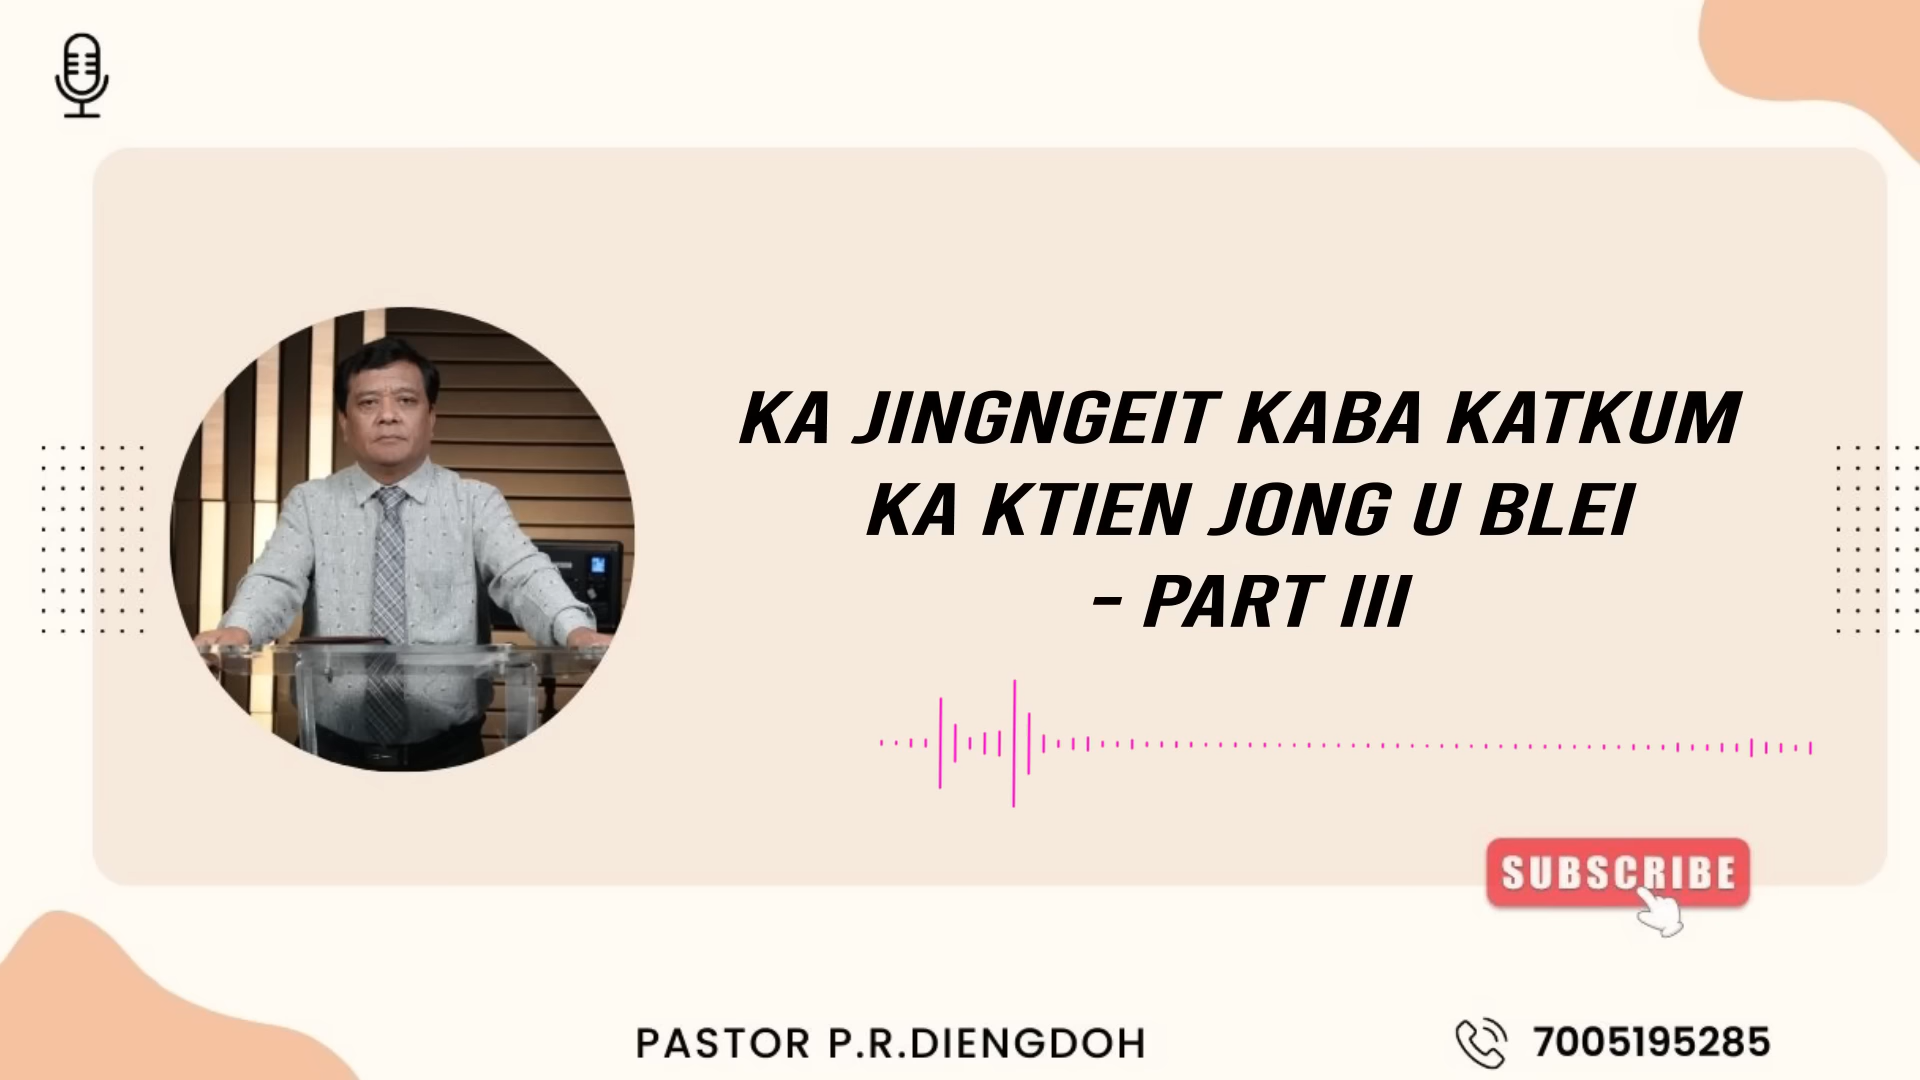 KA JINGNGEIT KABA KATKUM
KA KTIEN JONG U BLEI
- PART III
SUBSCRIBE
PASTOR P.R.DIENGDOH
7005195285